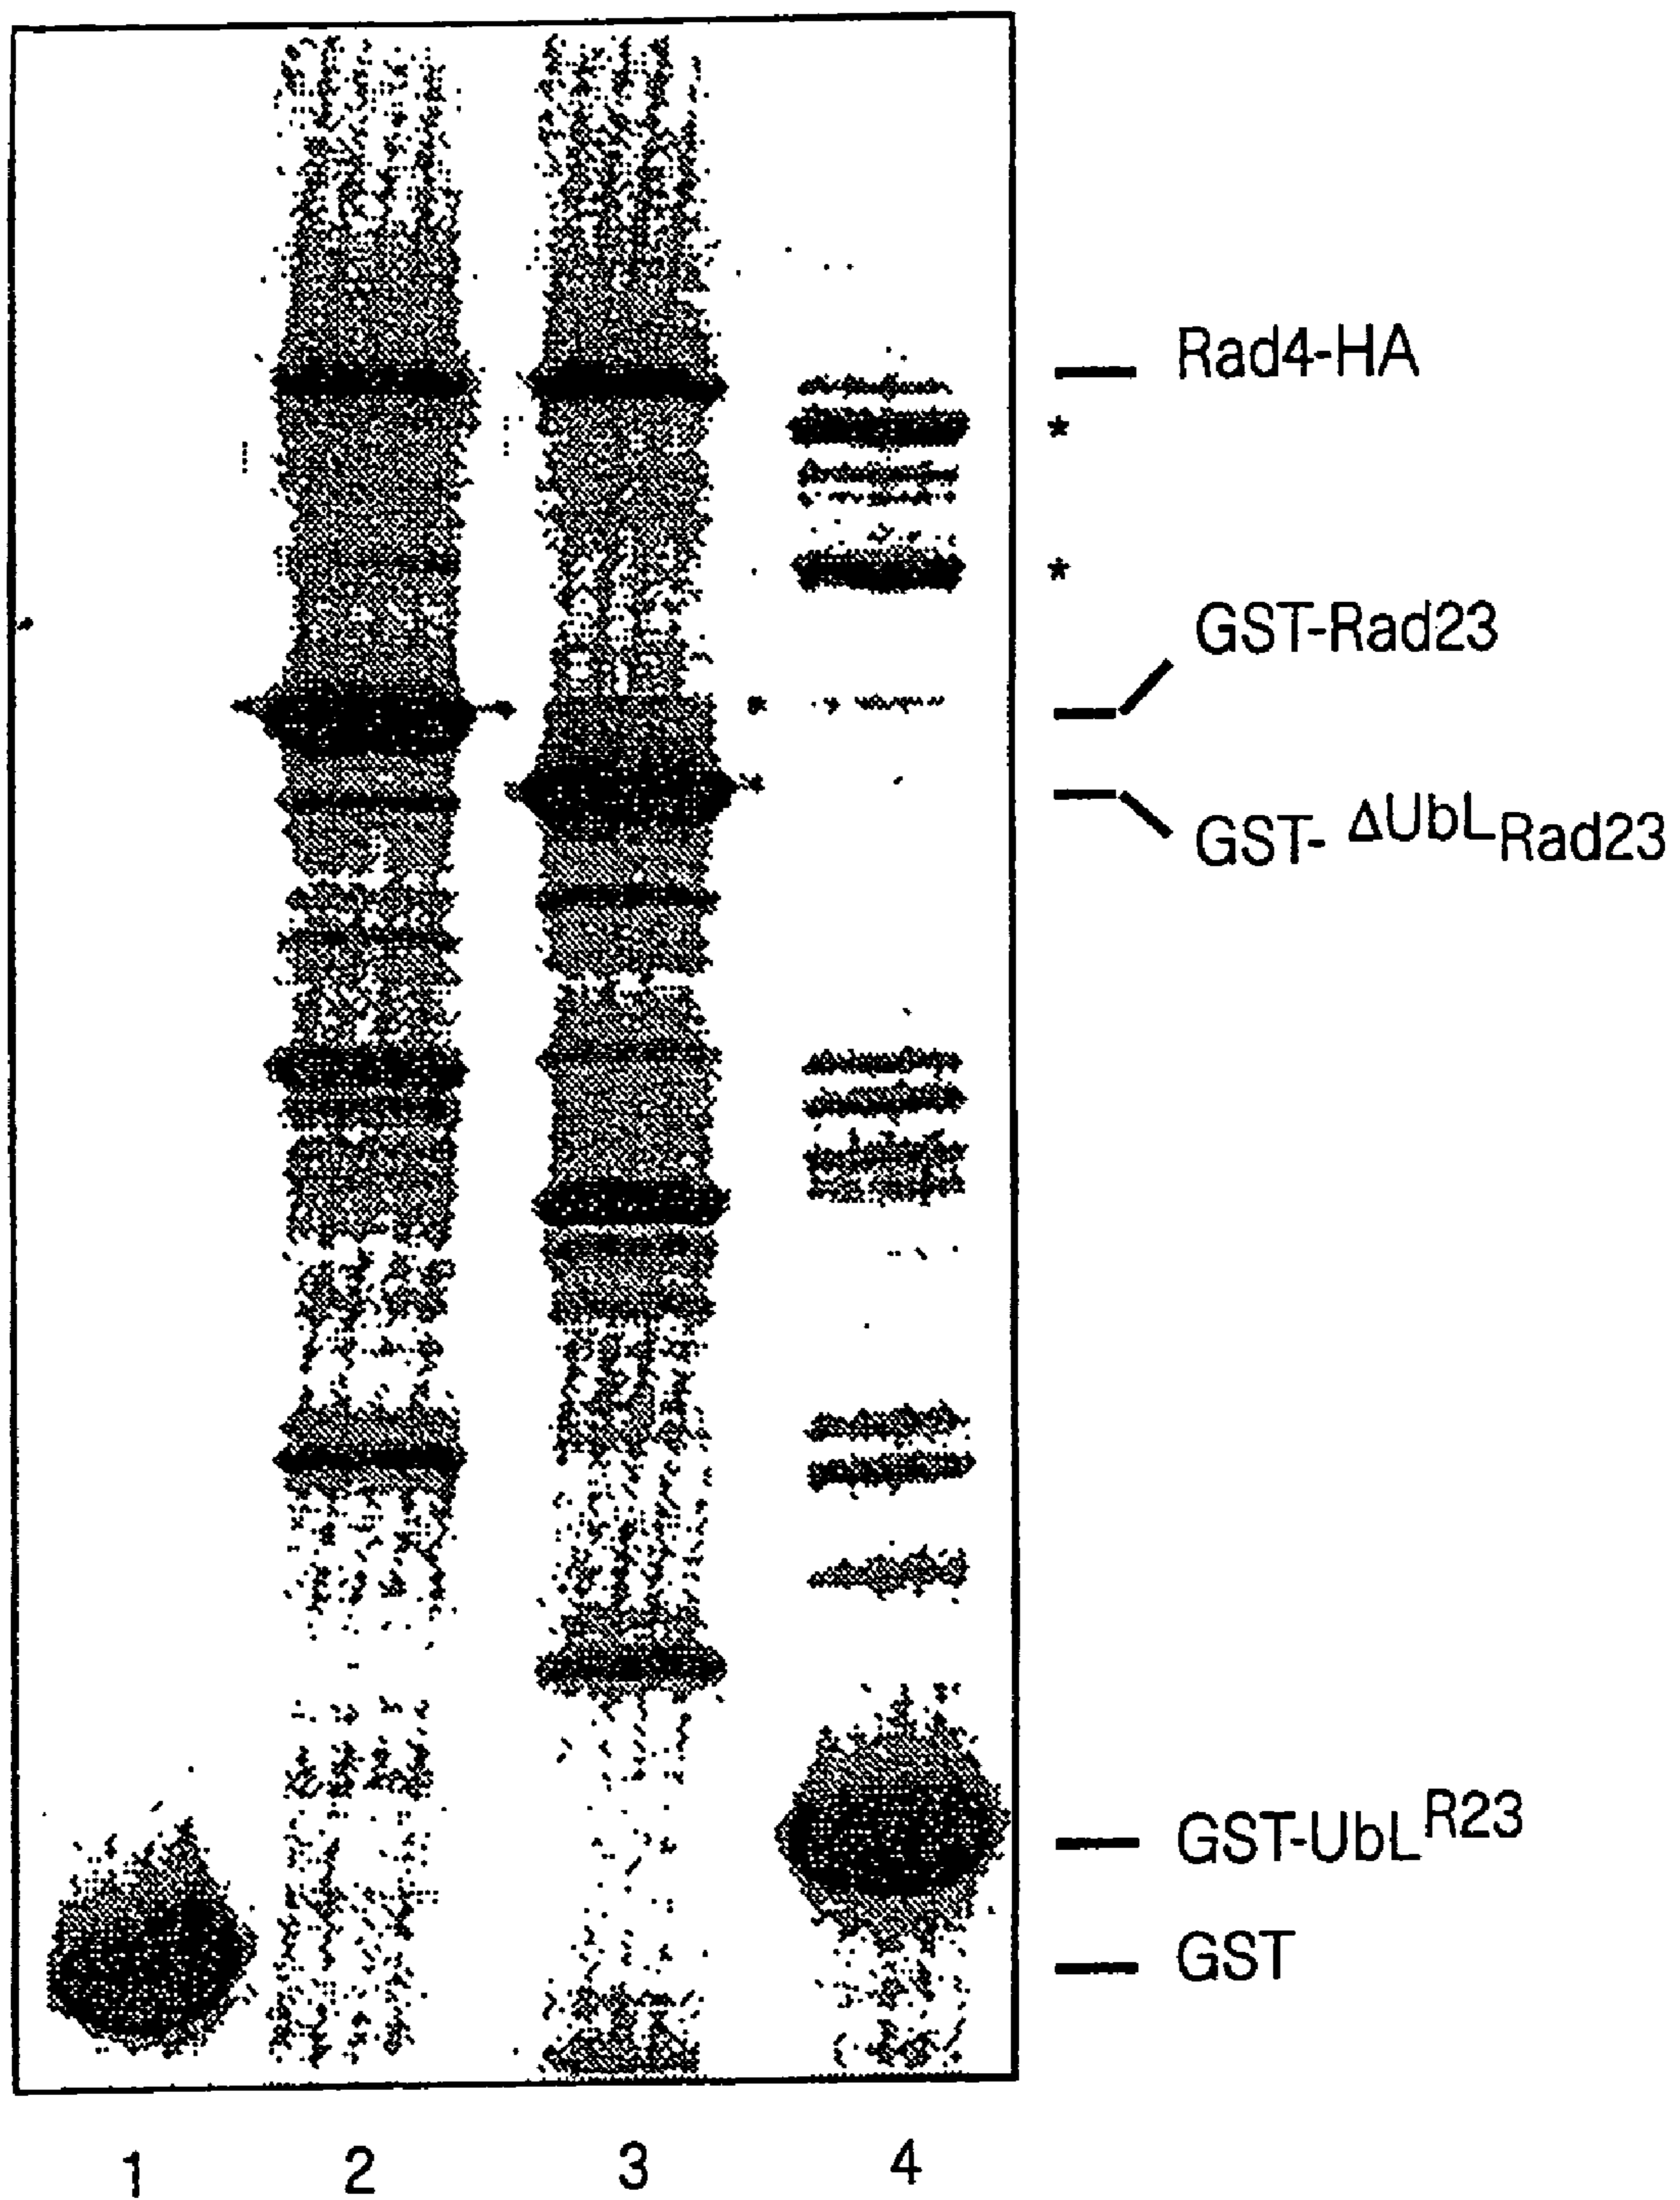 Rad4-HA
*
*
GST-Rad23
GST- ΔUbLRad23
GST-UbLR23
GST
1 2 3 4